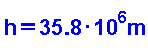 h = 35.8 · 10⁶m